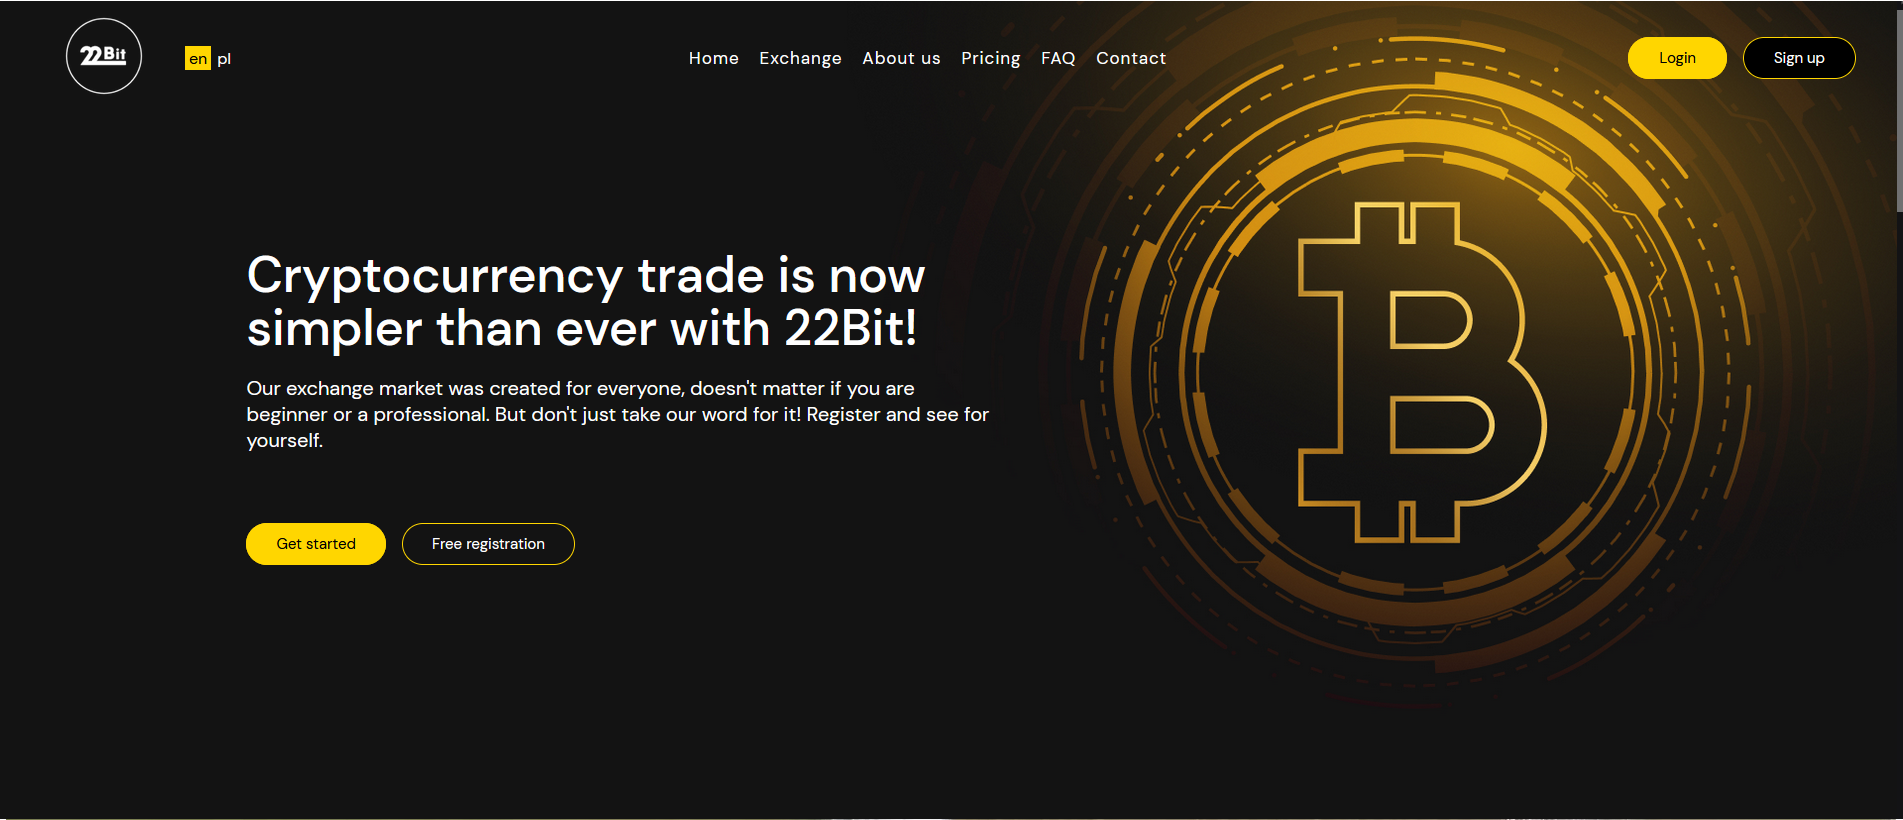 22Bit
en pl
Home Exchange About us Pricing FAQ Contact
Login Sign up
Cryptocurrency trade is now
simpler than ever with 22Bit!
Our exchange market was created for everyone, doesn't matter if you are
beginner or a professional. But don't just take our word for it! Register and see for
yourself.
Get started Free registration